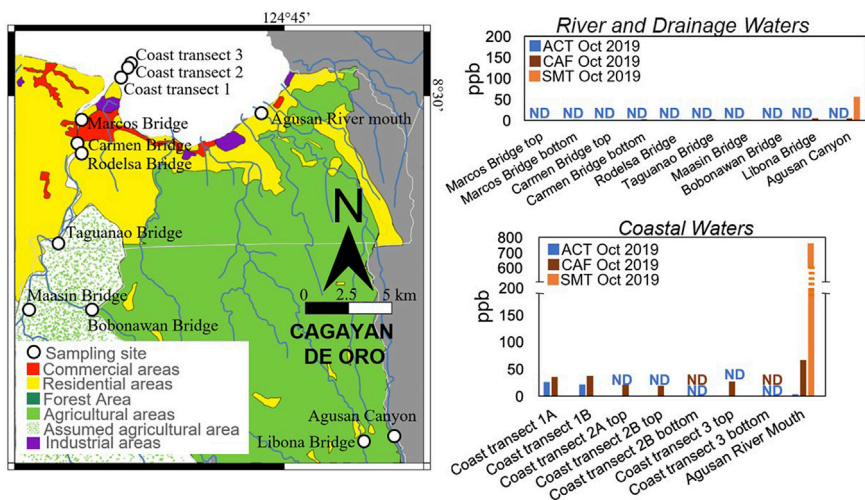 124°45'
8°30'
Coast transect 3
Coast transect 2
Coast transect 1
Marcos Bridge
Carmen Bridge
Rodelsa Bridge
Agusan River mouth
Taguanao Bridge
Maasin Bridge
Bobonawan Bridge
N
0 2.5 5 km
CAGAYAN
DE ORO
Sampling site
Commercial areas
Residential areas
Forest Area
Agricultural areas
Assumed agricultural area
Industrial areas
Agusan Canyon
Libona Bridge
River and Drainage Waters
ppb
200
150
100
50
0
ACT Oct 2019
CAF Oct 2019
SMT Oct 2019
ND ND ND ND ND ND ND ND ND ND
Marcos Bridge top
Marcos Bridge bottom
Carmen Bridge top
Carmen Bridge bottom
Rodelsa Bridge
Taguanao Bridge
Maasin Bridge
Bobonawan Bridge
Libona Bridge
Agusan Canyon
Coastal Waters
ppb
800
700
600
200
150
100
50
0
ACT Oct 2019
CAF Oct 2019
SMT Oct 2019
ND ND ND ND ND
ND ND
Coast transect 1A
Coast transect 1B
Coast transect 2A top
Coast transect 2B top
Coast transect 2B bottom
Coast transect 3 top
Coast transect 3 bottom
Agusan River Mouth